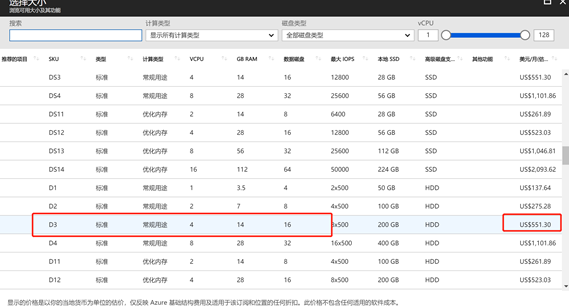 选择大小
浏览可用大小及其功能
搜索 计算类型 磁盘类型 vCPU
显示所有计算类型 全部磁盘类型 1 128
推荐的项目 SKU 类型 计算类型 VCPU GB RAM 数据磁盘 最大 IOPS 本地 SSD 高级磁盘支... 其他功能 美元/月(估...
DS3 标准 常规用途 4 14 16 12800 28 GB SSD US$551.30
DS4 标准 常规用途 8 28 32 25600 56 GB SSD US$1,101.86
DS11 标准 优化内存 2 14 8 6400 28 GB SSD US$261.89
DS12 标准 优化内存 4 28 16 12800 56 GB SSD US$523.03
DS13 标准 优化内存 8 56 32 25600 112 GB SSD US$1,046.81
DS14 标准 优化内存 16 112 64 50000 224 GB SSD US$2,093.62
D1 标准 常规用途 1 3.5 4 2x500 50 GB HDD US$137.64
D2 标准 常规用途 2 7 8 4x500 100 GB HDD US$275.28
D3 标准 常规用途 4 14 16 8x500 200 GB HDD US$551.30
D4 标准 常规用途 8 28 32 16x500 400 GB HDD US$1,101.86
D11 标准 优化内存 2 14 8 4x500 100 GB HDD US$261.89
D12 标准 优化内存 4 28 16 8x500 200 GB HDD US$523.03
显示的价格是以你的当地货币为单位的估价，仅反映 Azure 基础结构费用及适用于该订阅和位置的任何折扣。此价格不包含任何适用的软件成本。